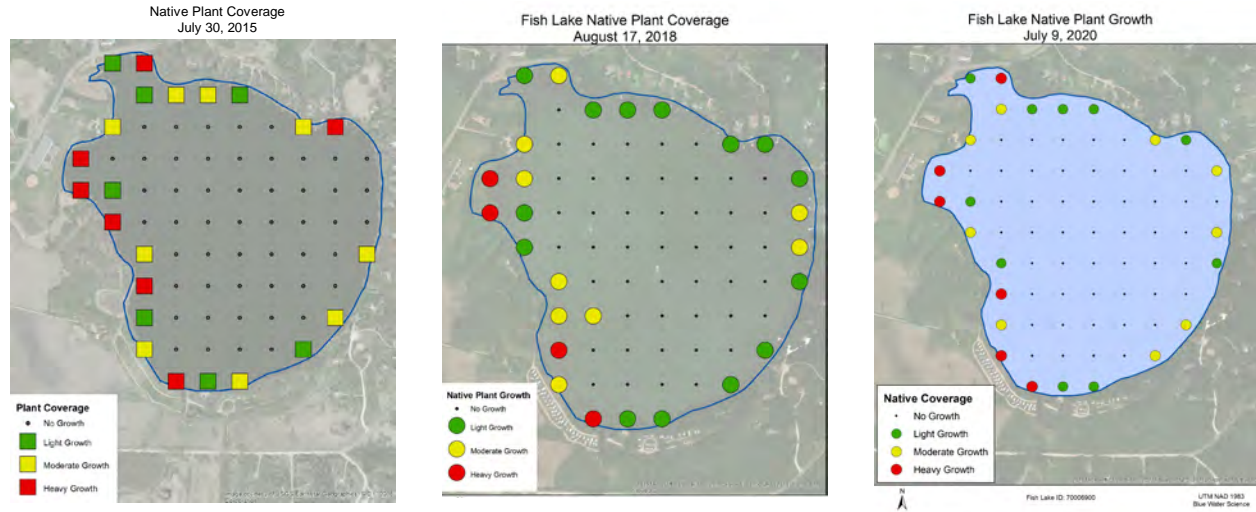 Native Plant Coverage
July 30, 2015
Plant Coverage
No Growth
Light Growth
Moderate Growth
Heavy Growth
Fish Lake Native Plant Coverage
August 17, 2018
Native Plant Growth
No Growth
Light Growth
Moderate Growth
Heavy Growth
Fish Lake Native Plant Growth
July 9, 2020
Native Coverage
No Growth
Light Growth
Moderate Growth
Heavy Growth
N
Fish Lake ID: 70006900
UTM NAD 1983
Blue Water Science